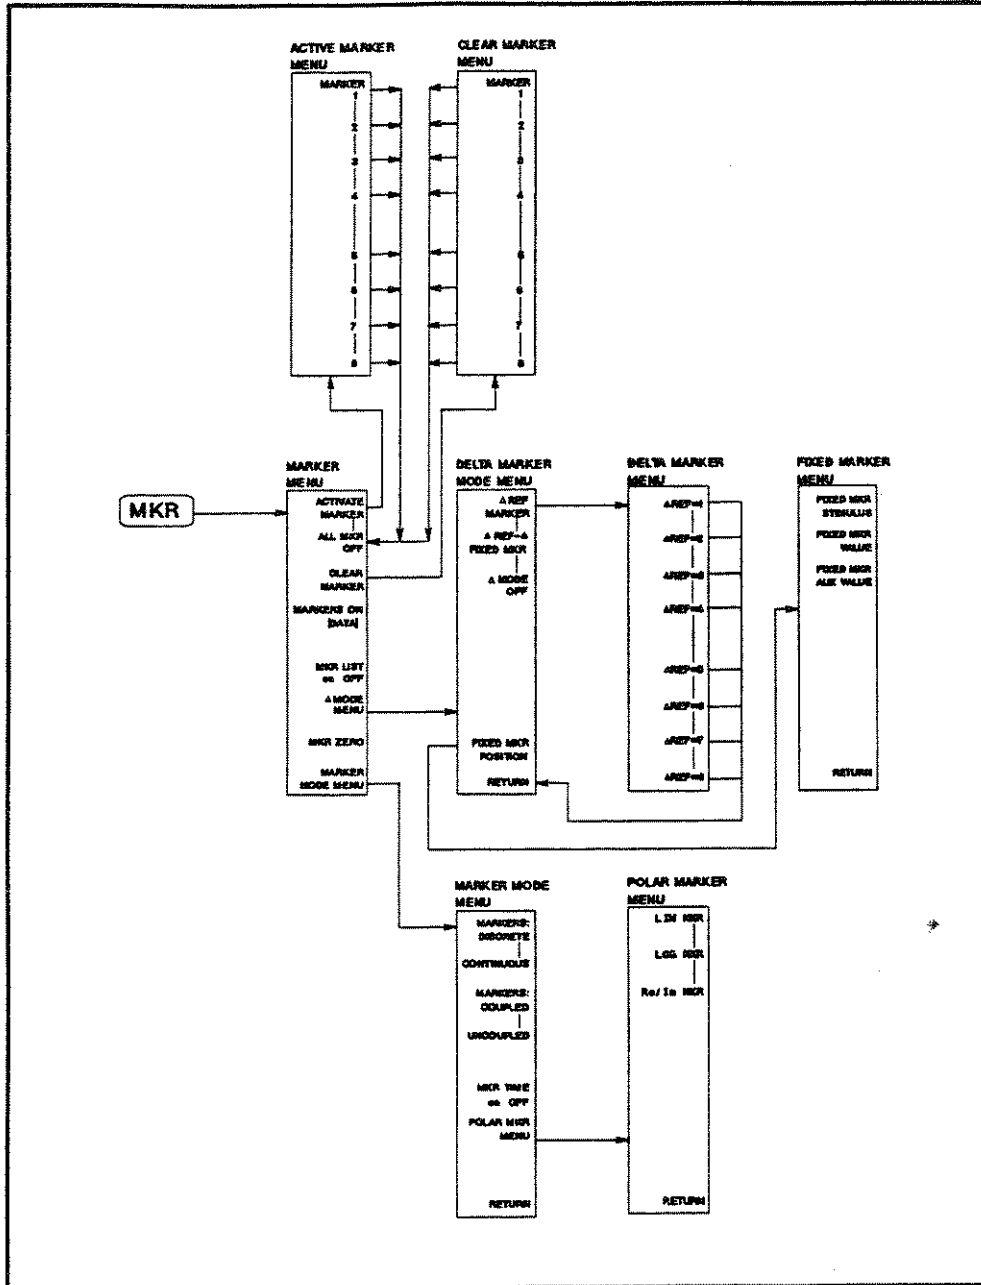 ACTIVE MARKER
MENU
MARKER
1
2
3
4
5
6
7
8
CLEAR MARKER
MENU
MARKER
1
2
3
4
5
6
7
8
MKR
MARKER
MENU
ACTIVATE
MARKER
ALL MKR
OFF
CLEAR
MARKER
MARKERS ON
[DATA]
MKR LIST
on OFF
Δ MODE
MENU
MKR ZERO
MARKER
MODE MENU
DELTA MARKER
MODE MENU
Δ REF
MARKER
Δ REF=Δ
FIXED MKR
Δ MODE
OFF
FIXED MKR
POSITION
RETURN
DELTA MARKER
MENU
ΔREF=1
ΔREF=2
ΔREF=3
ΔREF=4
ΔREF=5
ΔREF=6
ΔREF=7
ΔREF=8
FIXED MARKER
MENU
FIXED MKR
STIMULUS
FIXED MKR
VALUE
FIXED MKR
AUX VALUE
RETURN
MARKER MODE
MENU
MARKERS:
DISCRETE
CONTINUOUS
MARKERS:
COUPLED
UNCOUPLED
MKR TIME
on OFF
POLAR MKR
MENU
RETURN
POLAR MARKER
MENU
LIN MKR
LOG MKR
Re/Im MKR
RETURN